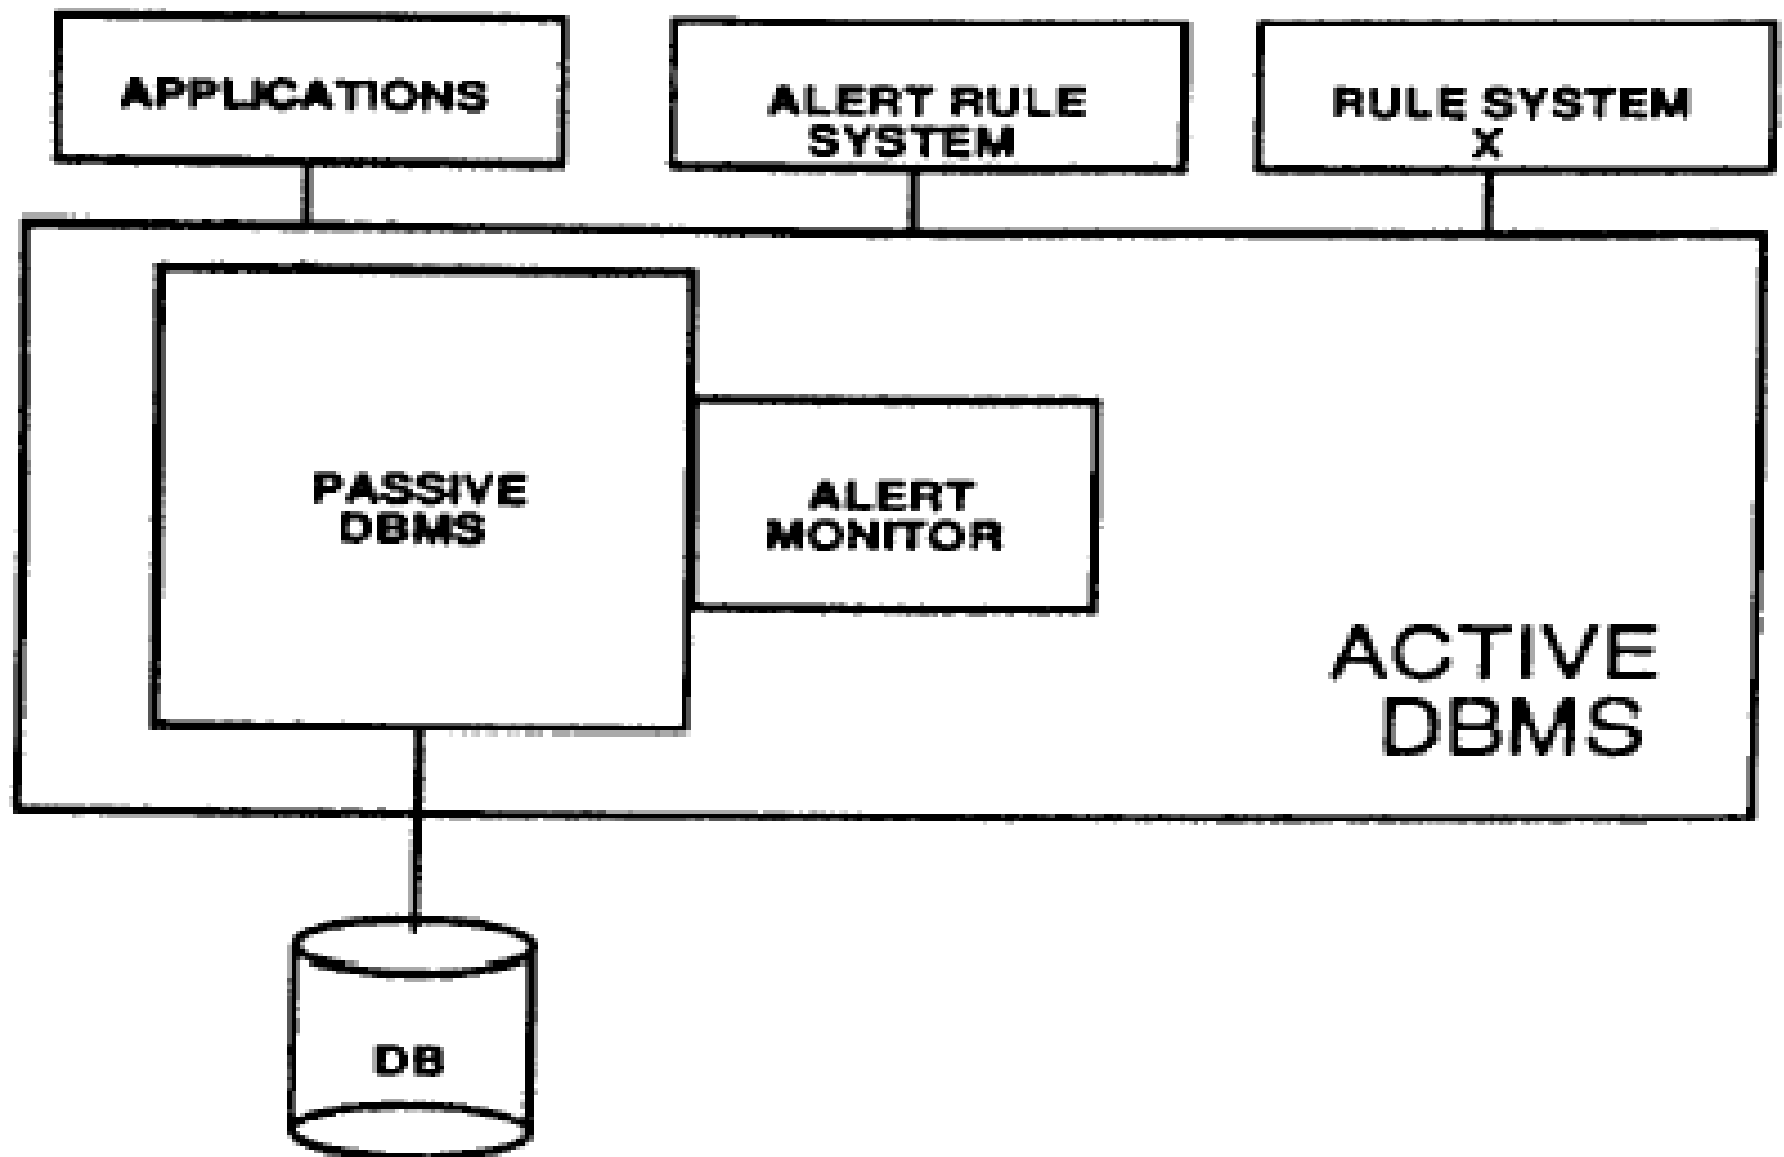 APPLICATIONS
ALERT RULE
SYSTEM
RULE SYSTEM
X
PASSIVE
DBMS
ALERT
MONITOR
ACTIVE
DBMS
DB